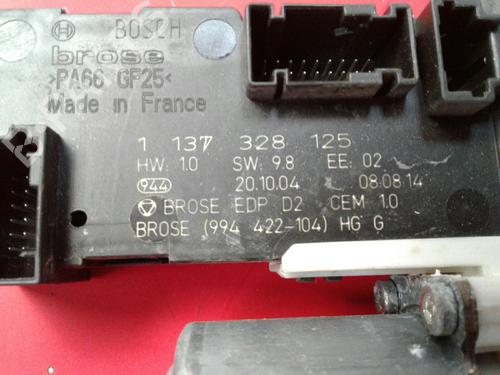 BOSCH
brose
>PA66 GF25<
Made in France
1 137 328 125
HW: 1.0 SW: 9.8 EE: 02
944 20.10.04 08:08:14
BROSE EDP D2 CEM 1.0
BROSE (994 422-104) HG G